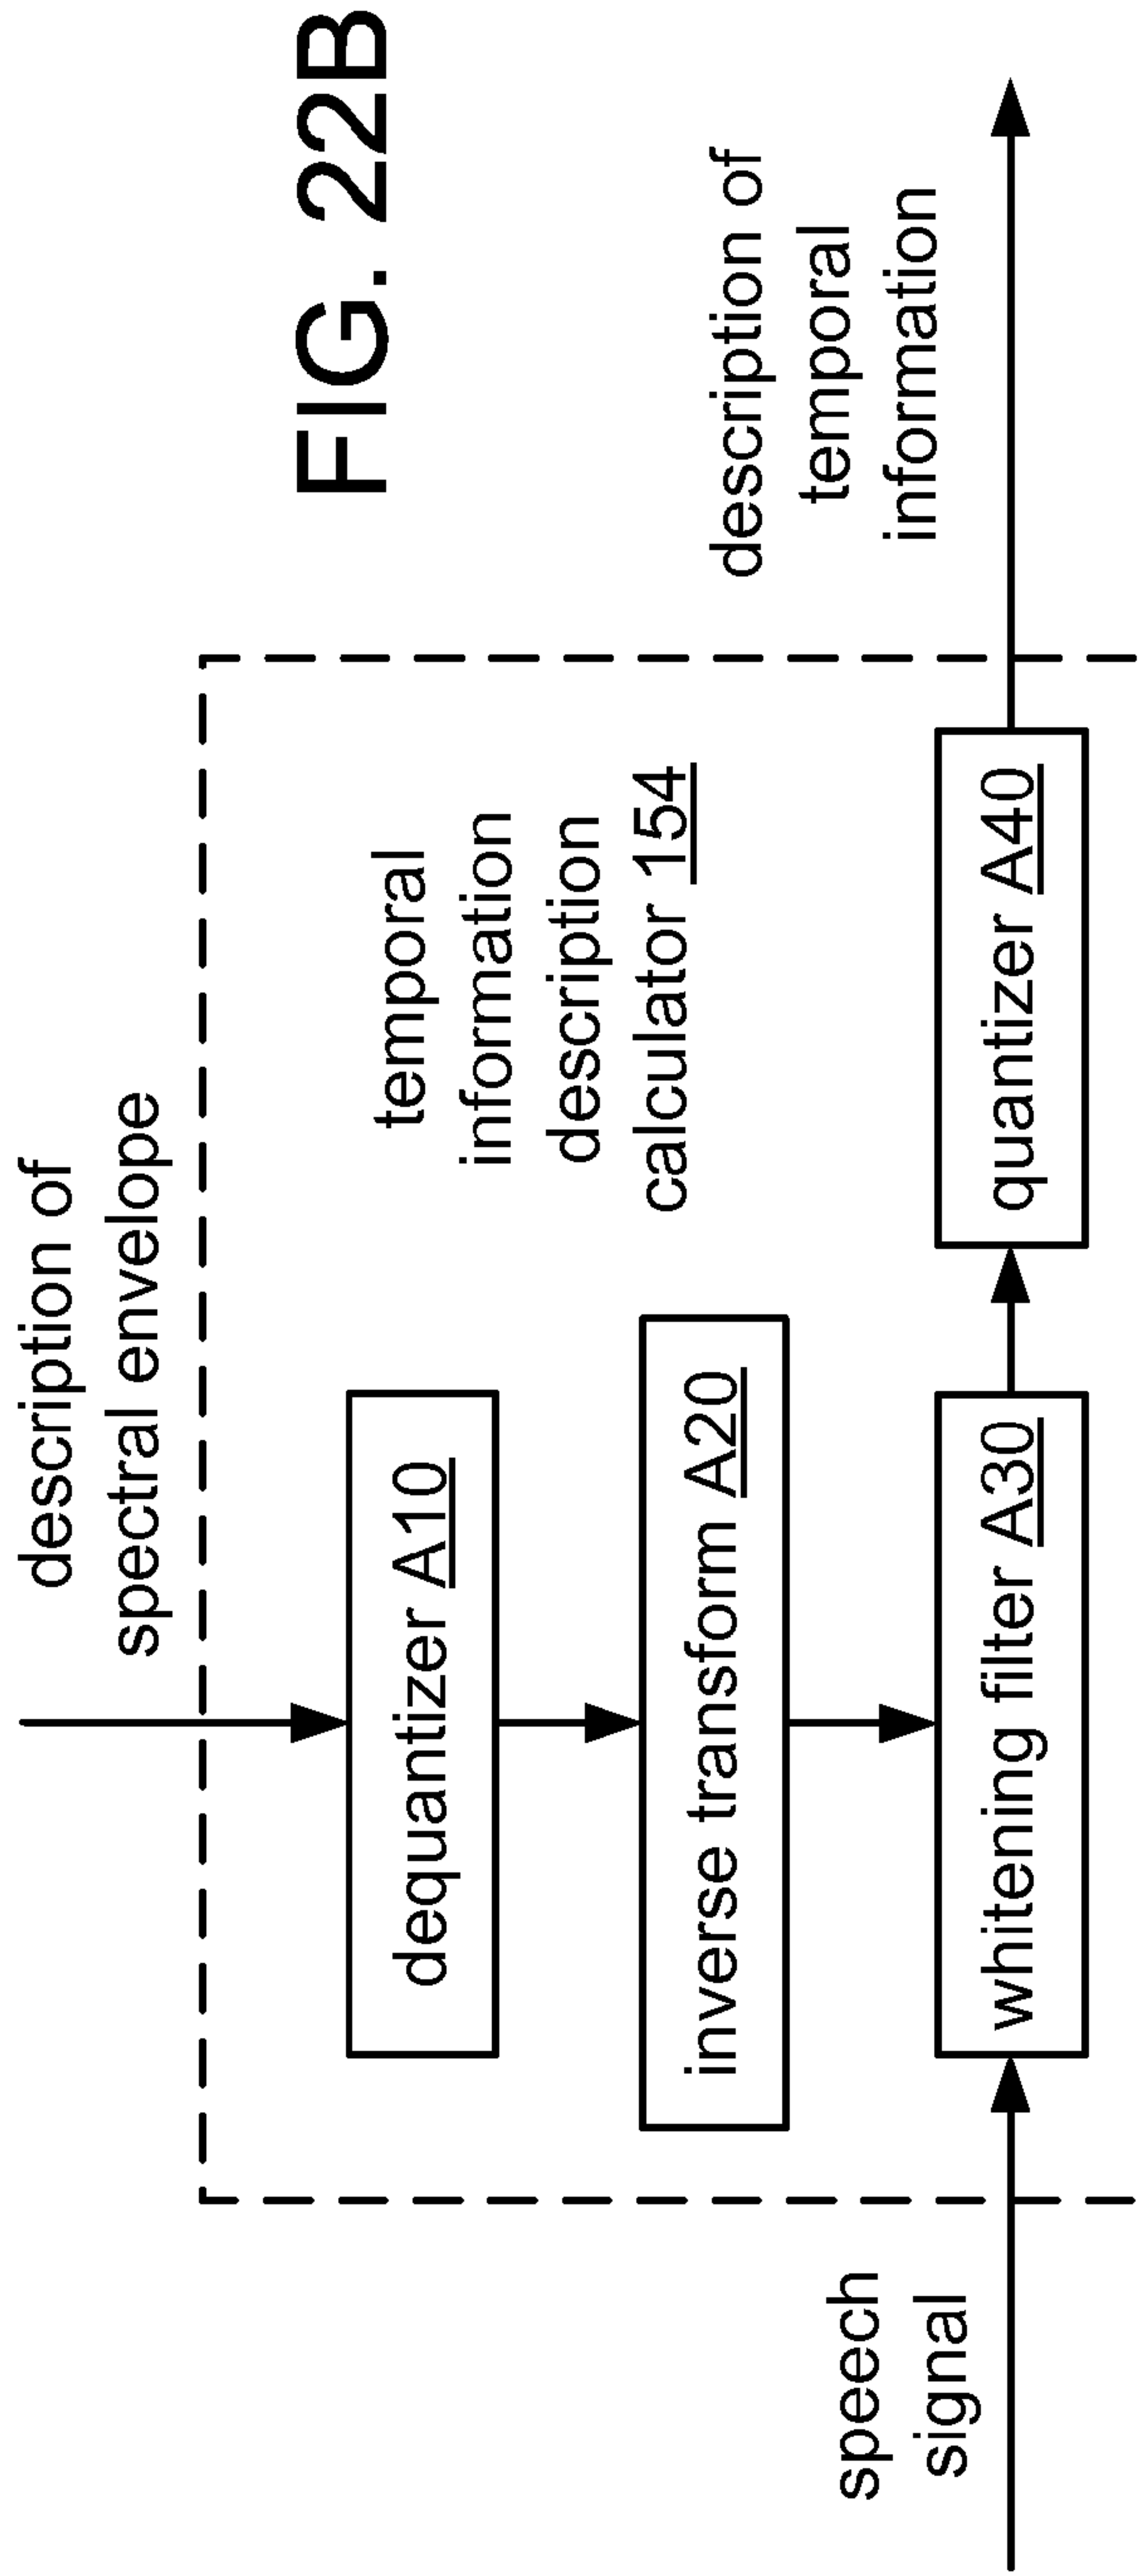 FIG. 22B
description of
spectral envelope
temporal
information
description
calculator 154
dequantizer A10
inverse transform A20
speech
signal
whitening filter A30
quantizer A40
description of
temporal
information